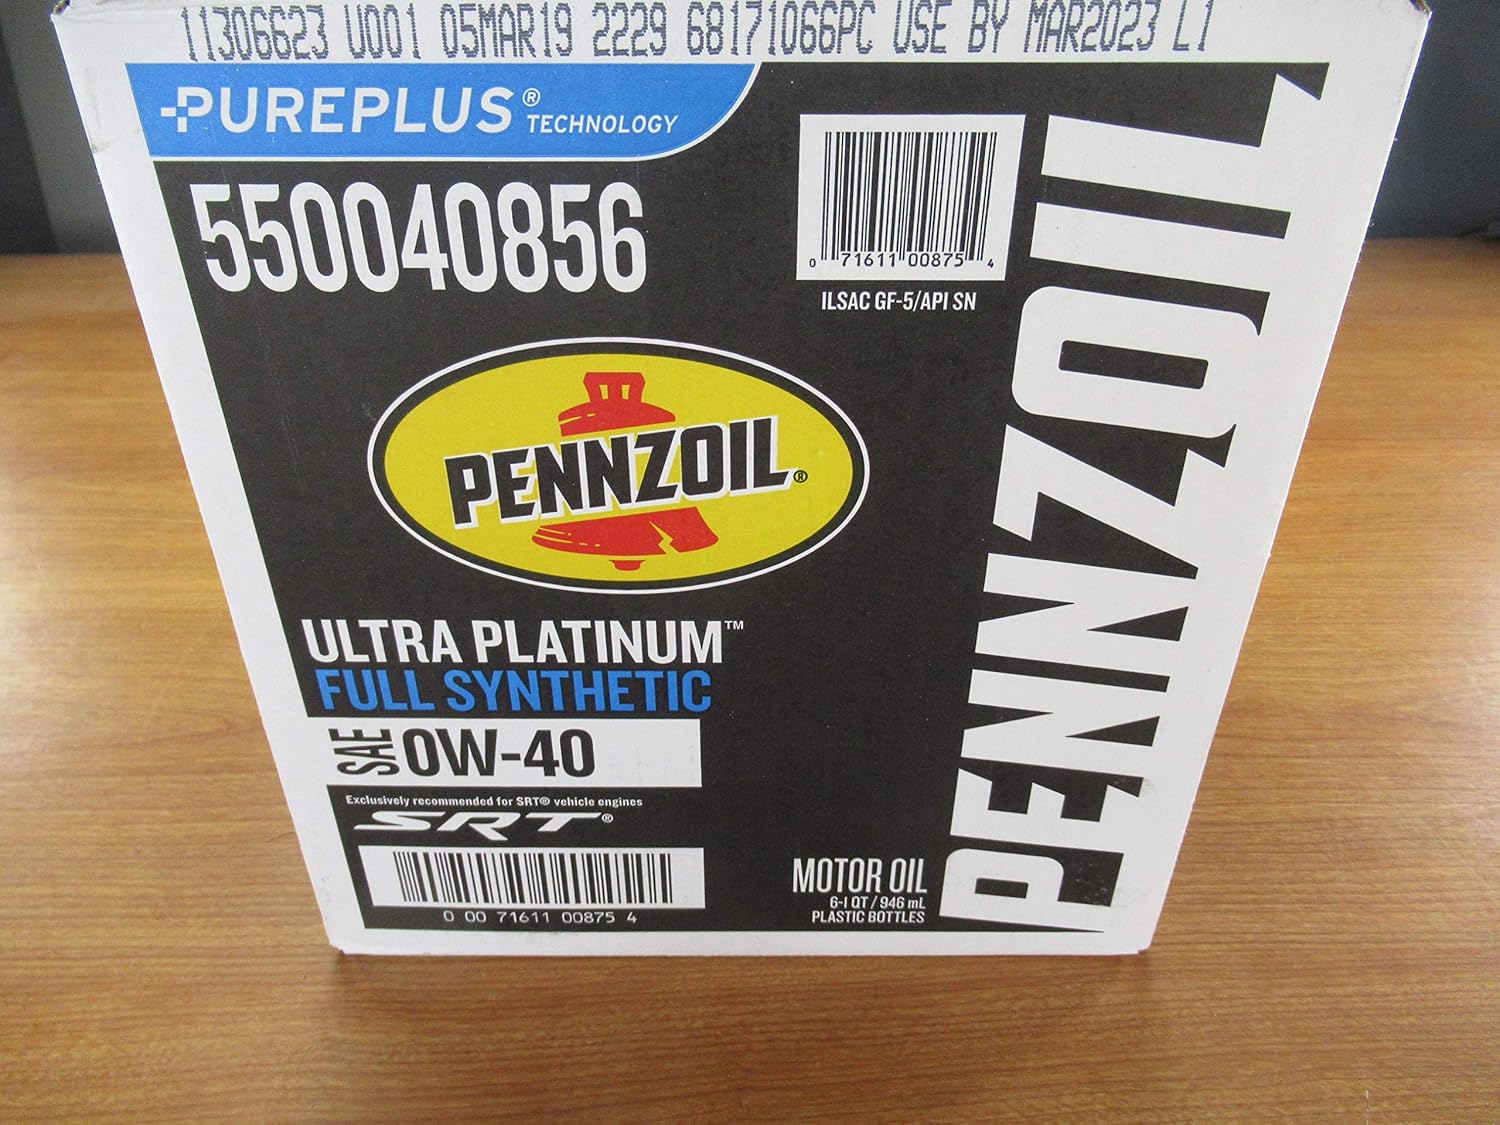 11306623 U001 05MAR19 2229 68171066PC USE BY MAR2023 L1
PUREPLUS® TECHNOLOGY
550040856
0 71611 00875 4
ILSAC GF-5/API SN
PENNZOIL®
PENNZOIL
ULTRA PLATINUM™
FULL SYNTHETIC
SAE 0W-40
Exclusively recommended for SRT® vehicle engines
SRT®
0 00 71611 00875 4
MOTOR OIL
6-1 QT / 946 mL
PLASTIC BOTTLES